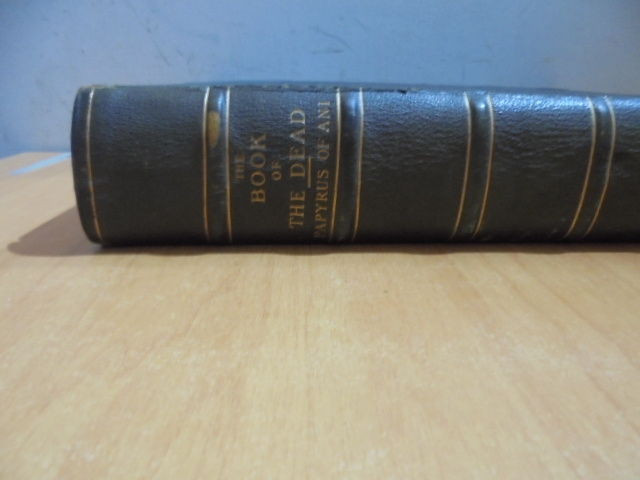 THE
BOOK
OF
THE DEAD
PAPYRUS OF ANI